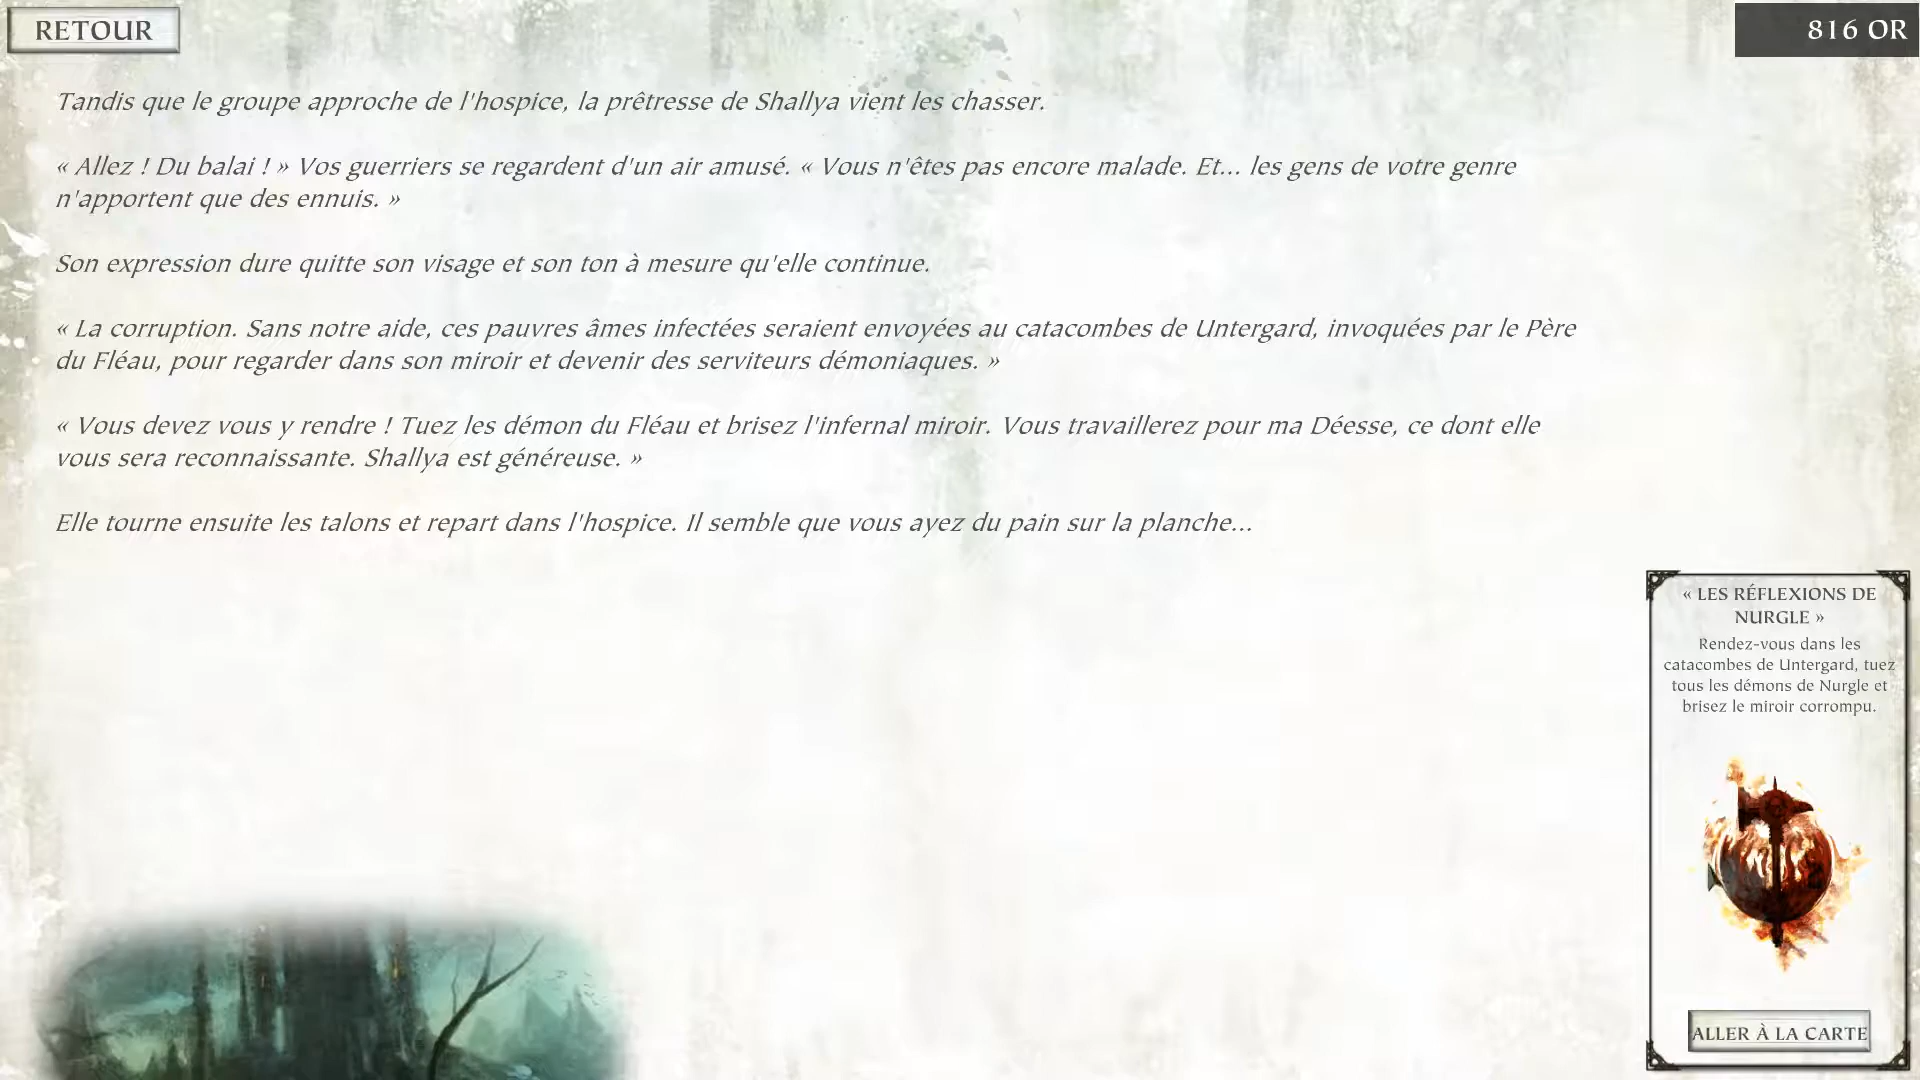 RETOUR
816 OR
Tandis que le groupe approche de l'hospice, la prêtresse de Shallya vient les chasser.
« Allez ! Du balai ! » Vos guerriers se regardent d'un air amusé. « Vous n'êtes pas encore malade. Et... les gens de votre genre
n'apportent que des ennuis. »
Son expression dure quitte son visage et son ton à mesure qu'elle continue.
« La corruption. Sans notre aide, ces pauvres âmes infectées seraient envoyées au catacombes de Untergard, invoquées par le Père
du Fléau, pour regarder dans son miroir et devenir des serviteurs démoniaques. »
« Vous devez vous y rendre ! Tuez les démon du Fléau et brisez l'infernal miroir. Vous travaillerez pour ma Déesse, ce dont elle
vous sera reconnaissante. Shallya est généreuse. »
Elle tourne ensuite les talons et repart dans l'hospice. Il semble que vous ayez du pain sur la planche...
« LES RÉFLEXIONS DE
NURGLE »
Rendez-vous dans les
catacombes de Untergard, tuez
tous les démons de Nurgle et
brisez le miroir corrompu.
ALLER À LA CARTE